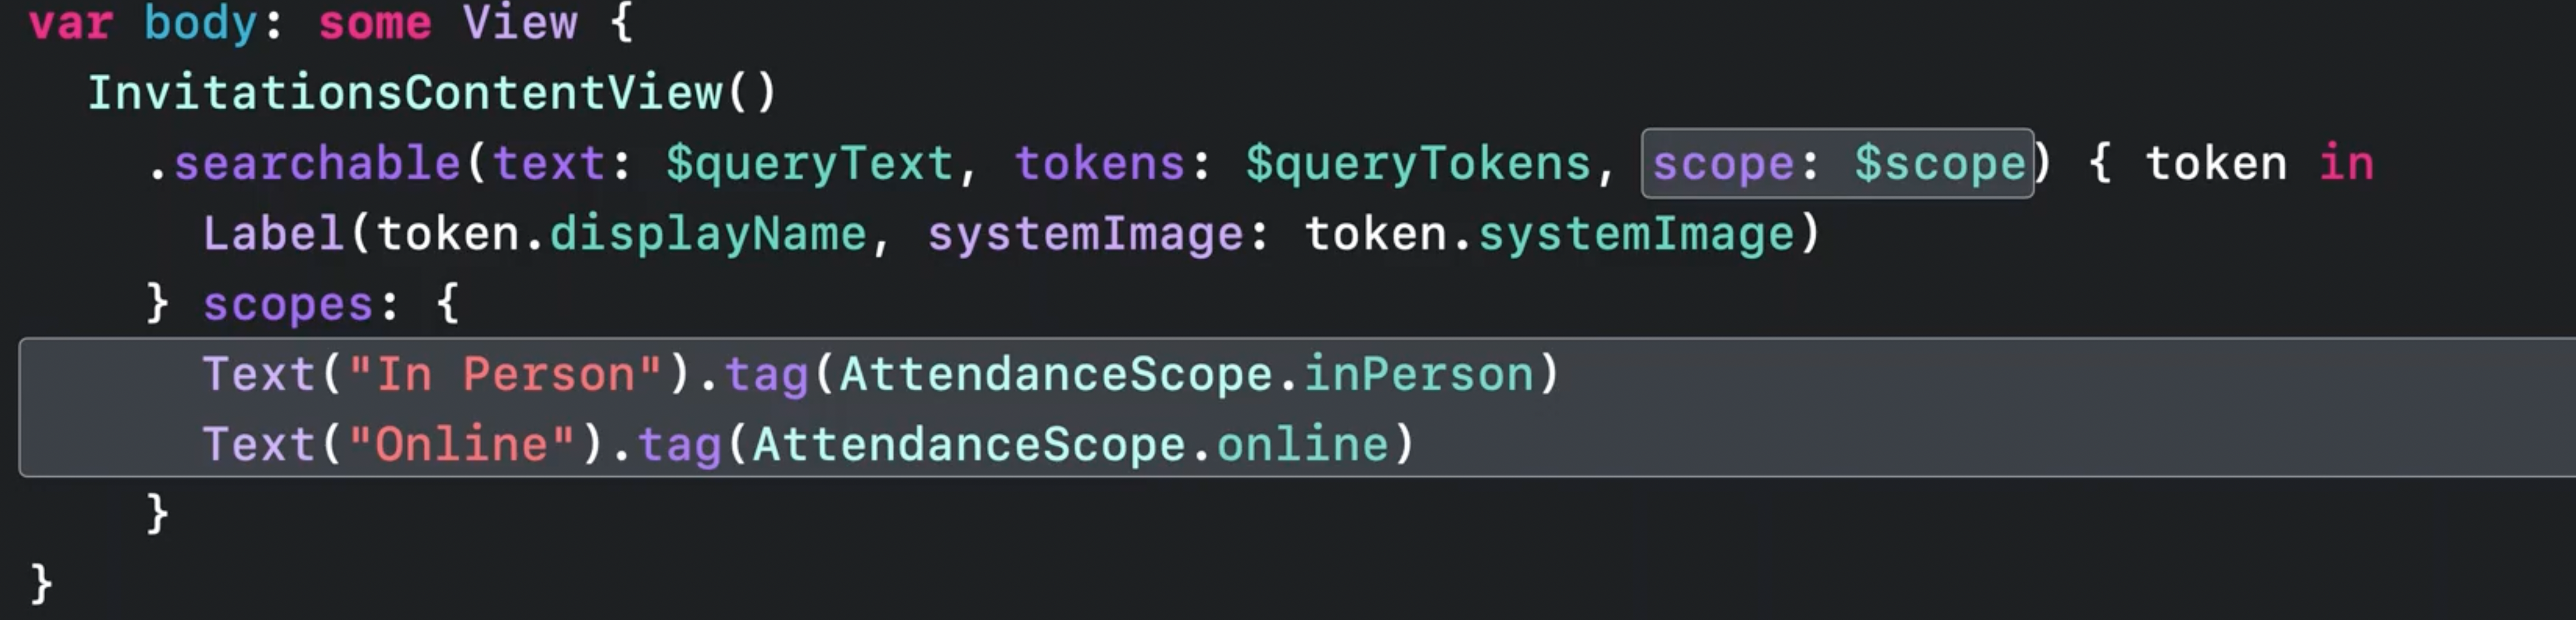 var body: some View {
  InvitationsContentView()
    .searchable(text: $queryText, tokens: $queryTokens, scope: $scope) { token in
      Label(token.displayName, systemImage: token.systemImage)
    } scopes: {
      Text("In Person").tag(AttendanceScope.inPerson)
      Text("Online").tag(AttendanceScope.online)
    }
}